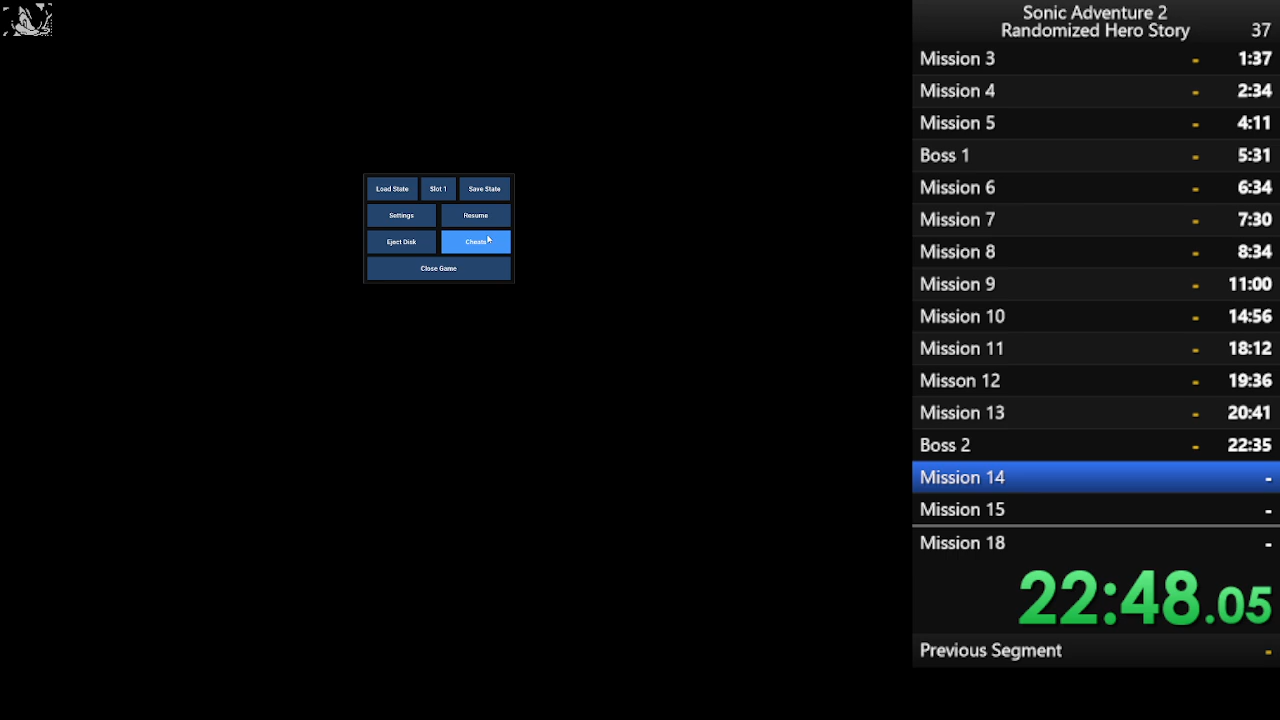 Load State Slot 1 Save State
Settings Resume
Eject Disk Cheats
Close Game
Sonic Adventure 2
Randomized Hero Story 37
Mission 3 - 1:37
Mission 4 - 2:34
Mission 5 - 4:11
Boss 1 - 5:31
Mission 6 - 6:34
Mission 7 - 7:30
Mission 8 - 8:34
Mission 9 - 11:00
Mission 10 - 14:56
Mission 11 - 18:12
Misson 12 - 19:36
Mission 13 - 20:41
Boss 2 - 22:35
Mission 14 -
Mission 15 -
Mission 18 -
22:48.05
Previous Segment -